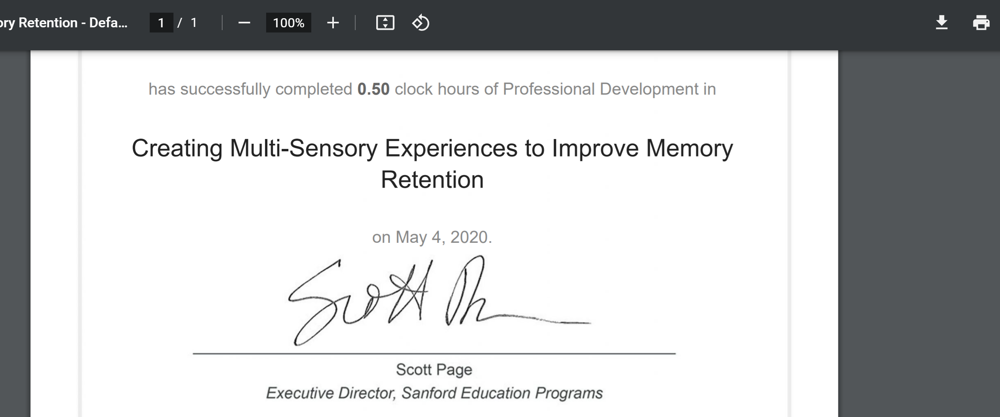 ory Retention - Defa...
1 / 1
100%
has successfully completed 0.50 clock hours of Professional Development in
Creating Multi-Sensory Experiences to Improve Memory
Retention
on May 4, 2020.
Scott Page
Executive Director, Sanford Education Programs